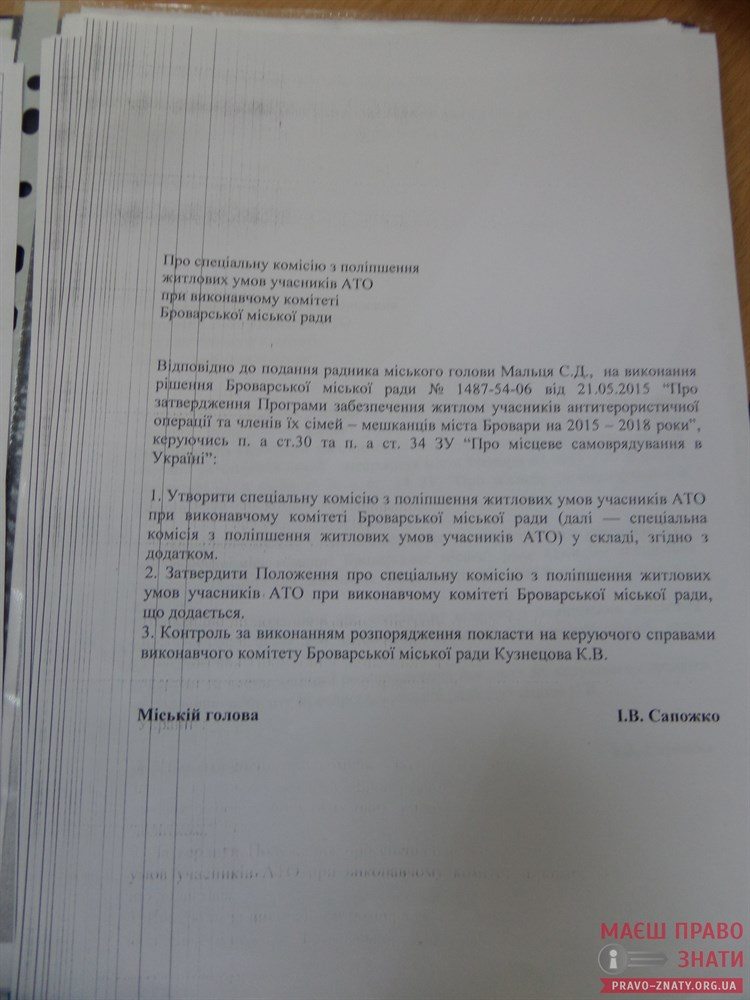 Про спеціальну комісію з поліпшення
житлових умов учасників АТО
при виконавчому комітеті
Броварської міської ради
Відповідно до подання радника міського голови Мальця С.Д., на виконання
рішення Броварської міської ради № 1487-54-06 від 21.05.2015 “Про
затвердження Програми забезпечення житлом учасників антитерористичної
операції та членів їх сімей – мешканців міста Бровари на 2015 – 2018 роки”,
керуючись п. а ст.30 та п. а ст. 34 ЗУ “Про місцеве самоврядування в
Україні”:
1. Утворити спеціальну комісію з поліпшення житлових умов учасників АТО
при виконавчому комітеті Броварської міської ради (далі — спеціальна
комісія з поліпшення житлових умов учасників АТО) у складі, згідно з
додатком.
2. Затвердити Положення про спеціальну комісію з поліпшення житлових
умов учасників АТО при виконавчому комітеті Броварської міської ради,
що додається.
3. Контроль за виконанням розпорядження покласти на керуючого справами
виконавчого комітету Броварської міської ради Кузнецова К.В.
Міській голова І.В. Сапожко
умов учасників АТО при виконавчому
МАЄШ ПРАВО
ЗНАТИ
PRAVO-ZNATY.ORG.UA